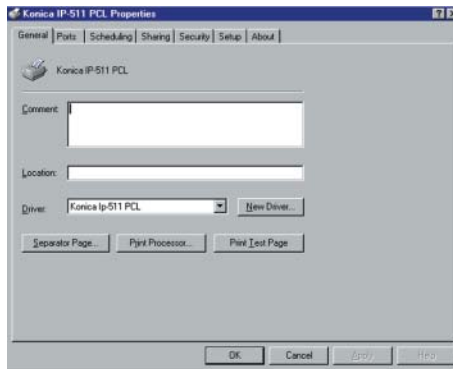 Konica IP-511 PCL Properties
General Ports Scheduling Sharing Security Setup About
Konica IP-511 PCL
Comment:
Location:
Driver: Konica Ip-511 PCL New Driver...
Separator Page... Print Processor... Print Test Page
OK Cancel Apply Help